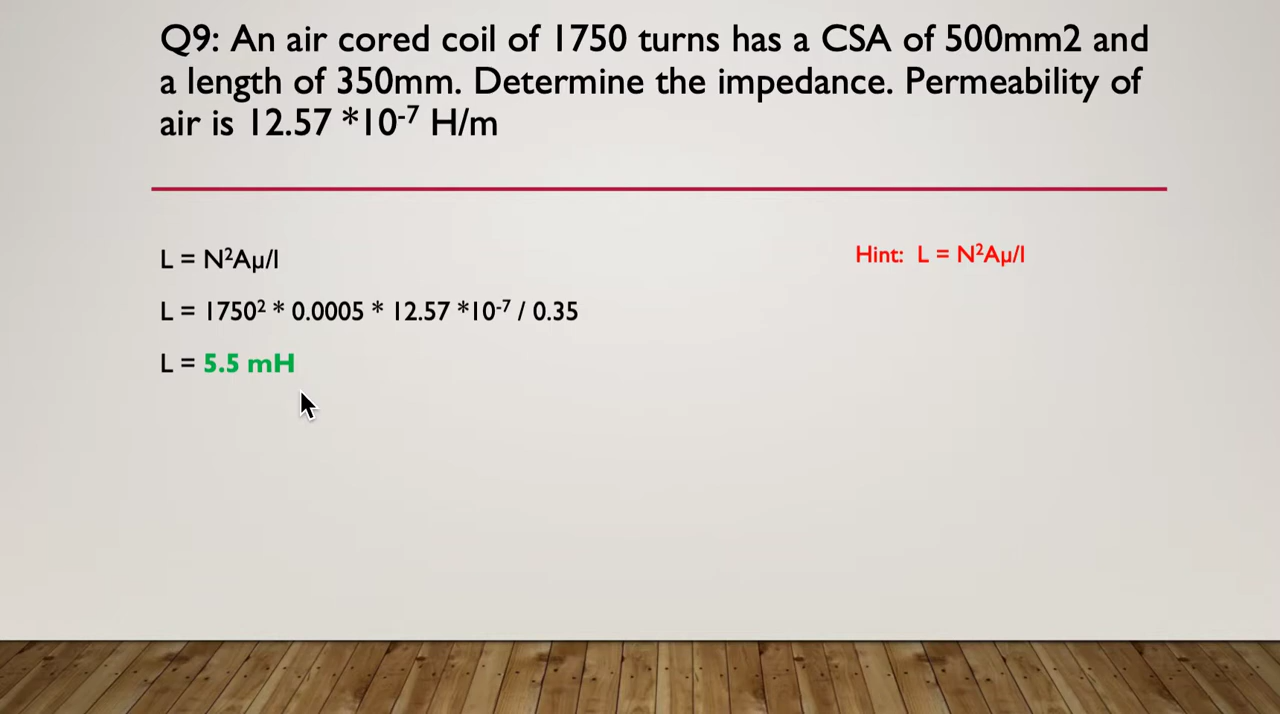 Q9: An air cored coil of 1750 turns has a CSA of 500mm2 and
a length of 350mm. Determine the impedance. Permeability of
air is 12.57 *10⁻⁷ H/m
L = N²Aμ/l
Hint: L = N²Aμ/l
L = 1750² * 0.0005 * 12.57 *10⁻⁷ / 0.35
L = 5.5 mH